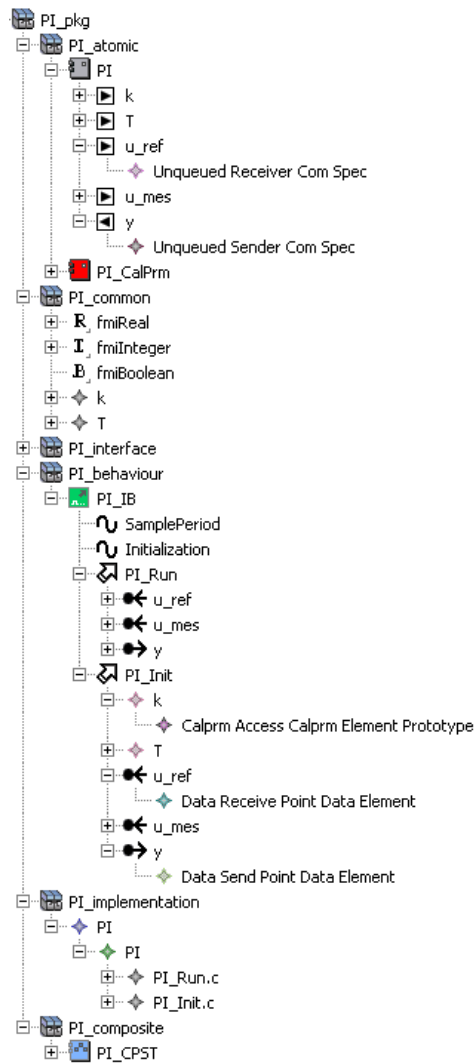 PI_pkg
PI_atomic
PI
k
T
u_ref
Unqueued Receiver Com Spec
u_mes
y
Unqueued Sender Com Spec
PI_CalPrm
PI_common
R fmiReal
I fmiInteger
B fmiBoolean
k
T
PI_interface
PI_behaviour
PI_IB
SamplePeriod
Initialization
PI_Run
u_ref
u_mes
y
PI_Init
k
Calprm Access Calprm Element Prototype
T
u_ref
Data Receive Point Data Element
u_mes
y
Data Send Point Data Element
PI_implementation
PI
PI
PI_Run.c
PI_Init.c
PI_composite
PI_CPST